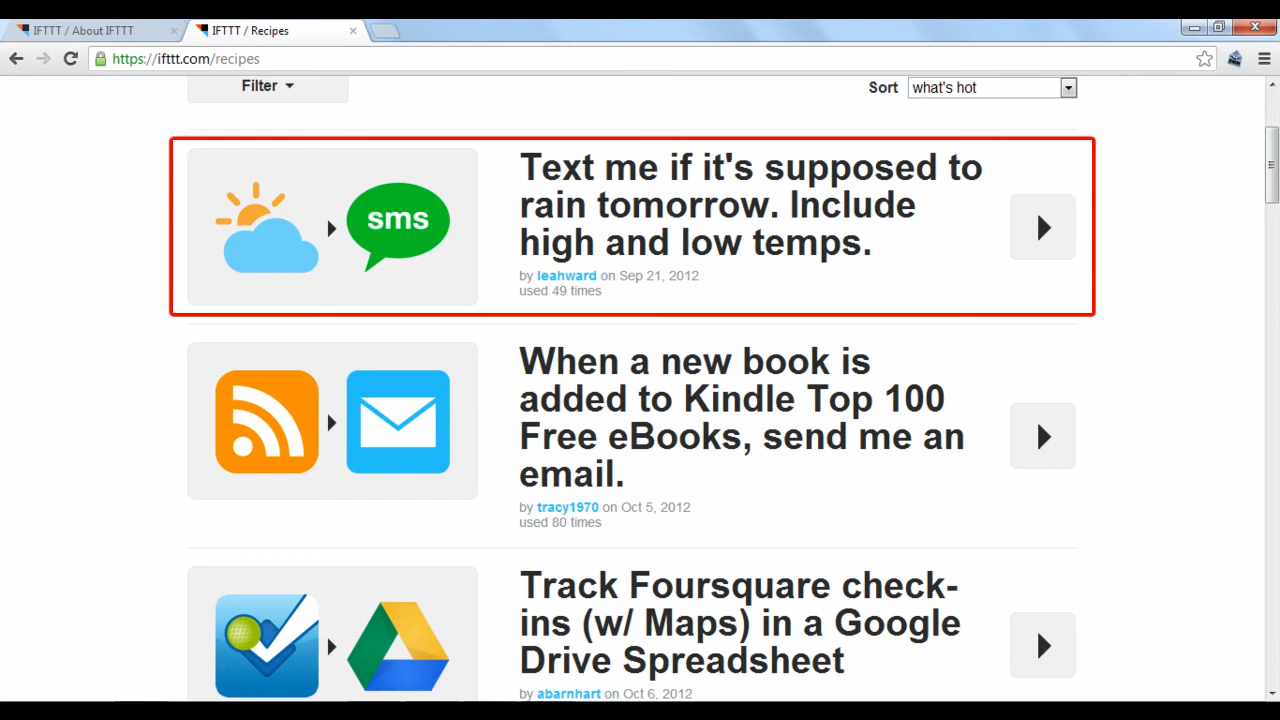 IFTTT / About IFTTT
IFTTT / Recipes
https://ifttt.com/recipes
Filter
Sort what's hot
sms
Text me if it's supposed to
rain tomorrow. Include
high and low temps.
by leahward on Sep 21, 2012
used 49 times
When a new book is
added to Kindle Top 100
Free eBooks, send me an
email.
by tracy1970 on Oct 5, 2012
used 80 times
Track Foursquare check-
ins (w/ Maps) in a Google
Drive Spreadsheet
by abarnhart on Oct 6, 2012